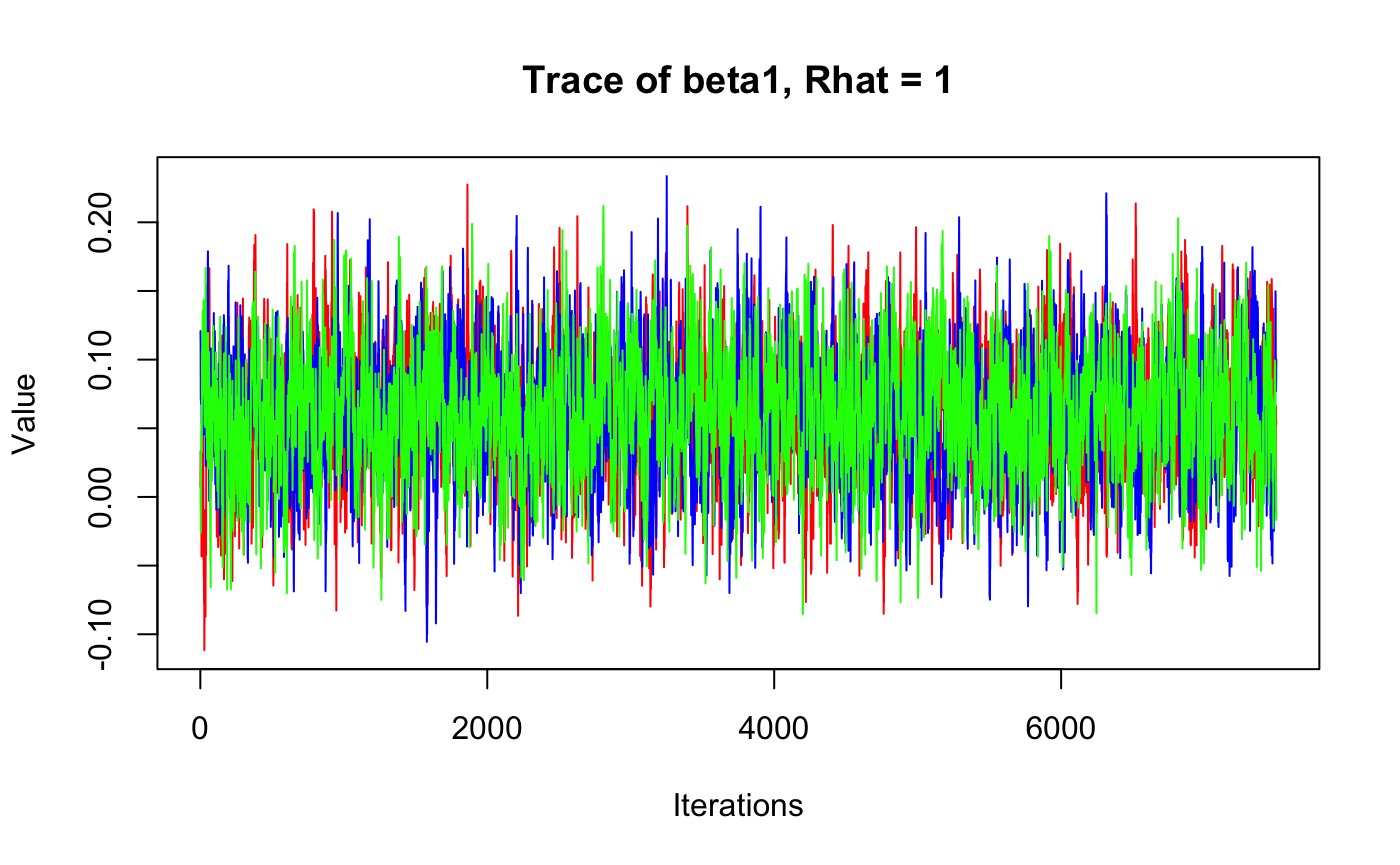 Trace of beta1, Rhat = 1
Value
0.20
0.10
0.00
-0.10
0 2000 4000 6000
Iterations